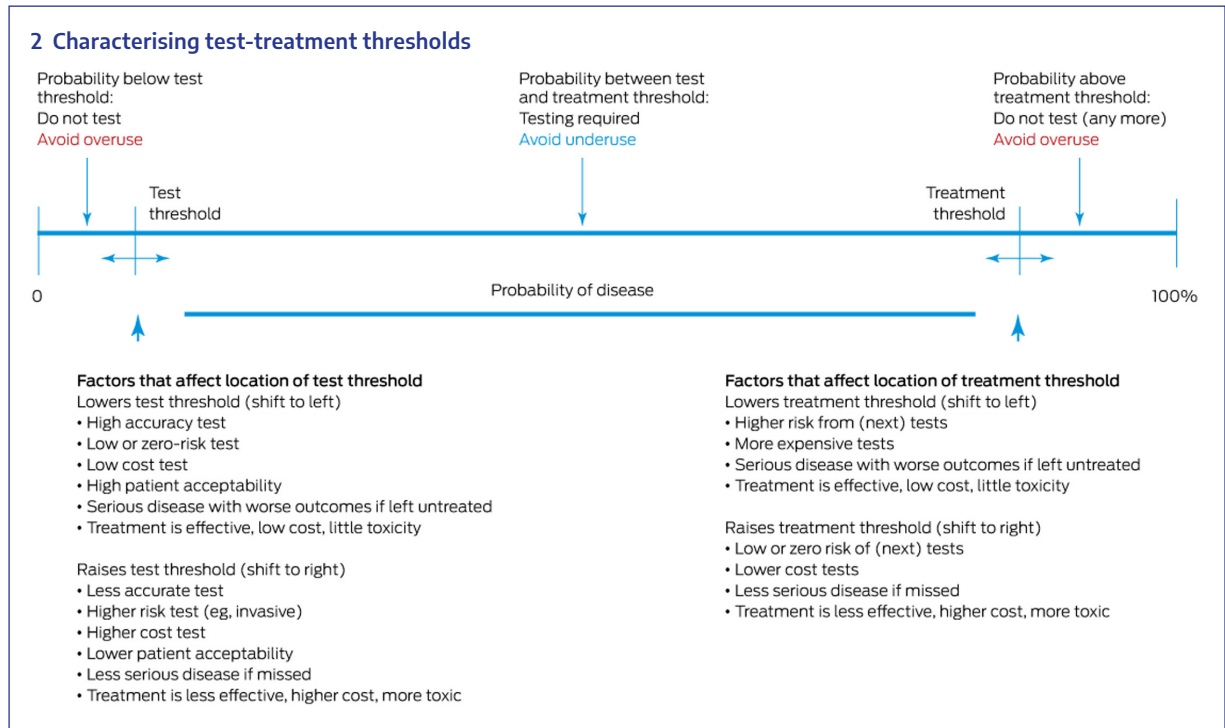 2 Characterising test-treatment thresholds
Probability below test
threshold:
Do not test
Avoid overuse
Probability between test
and treatment threshold:
Testing required
Avoid underuse
Probability above
treatment threshold:
Do not test (any more)
Avoid overuse
Test
threshold
Treatment
threshold
0
Probability of disease
100%
Factors that affect location of test threshold
Lowers test threshold (shift to left)
• High accuracy test
• Low or zero-risk test
• Low cost test
• High patient acceptability
• Serious disease with worse outcomes if left untreated
• Treatment is effective, low cost, little toxicity
Raises test threshold (shift to right)
• Less accurate test
• Higher risk test (eg, invasive)
• Higher cost test
• Lower patient acceptability
• Less serious disease if missed
• Treatment is less effective, higher cost, more toxic
Factors that affect location of treatment threshold
Lowers treatment threshold (shift to left)
• Higher risk from (next) tests
• More expensive tests
• Serious disease with worse outcomes if left untreated
• Treatment is effective, low cost, little toxicity
Raises treatment threshold (shift to right)
• Low or zero risk of (next) tests
• Lower cost tests
• Less serious disease if missed
• Treatment is less effective, higher cost, more toxic